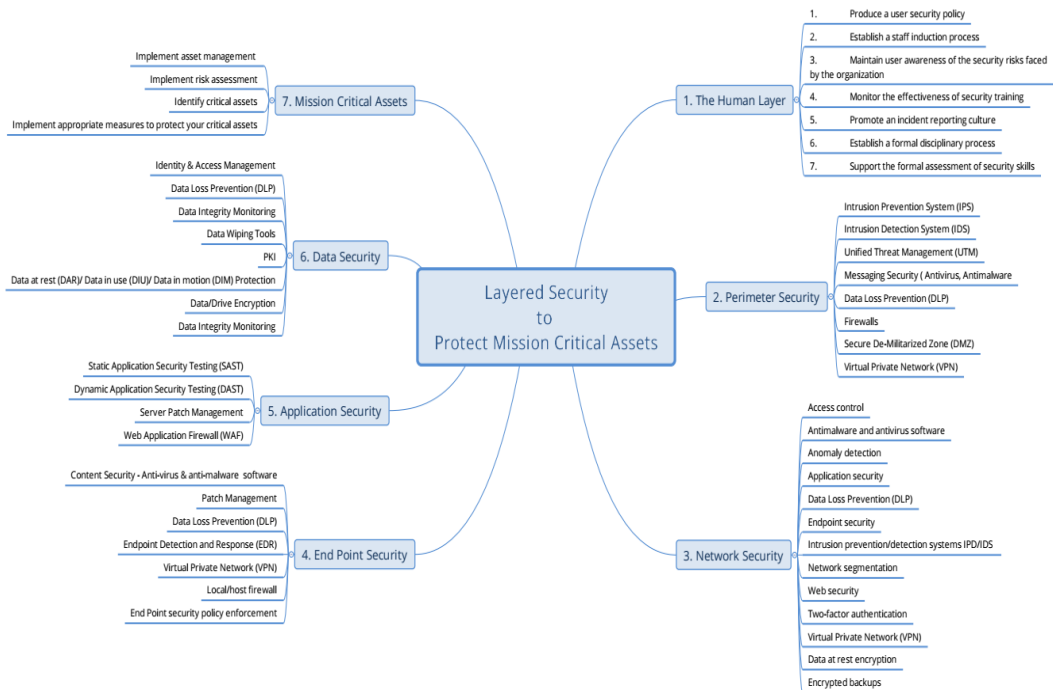 Layered Security
to
Protect Mission Critical Assets
1. The Human Layer
1. Produce a user security policy
2. Establish a staff induction process
3. Maintain user awareness of the security risks faced
by the organization
4. Monitor the effectiveness of security training
5. Promote an incident reporting culture
6. Establish a formal disciplinary process
7. Support the formal assessment of security skills
2. Perimeter Security
Intrusion Prevention System (IPS)
Intrusion Detection System (IDS)
Unified Threat Management (UTM)
Messaging Security ( Antivirus, Antimalware
Data Loss Prevention (DLP)
Firewalls
Secure De-Militarized Zone (DMZ)
Virtual Private Network (VPN)
3. Network Security
Access control
Antimalware and antivirus software
Anomaly detection
Application security
Data Loss Prevention (DLP)
Endpoint security
Intrusion prevention/detection systems IPD/IDS
Network segmentation
Web security
Two-factor authentication
Virtual Private Network (VPN)
Data at rest encryption
Encrypted backups
4. End Point Security
Content Security - Anti-virus & anti-malware software
Patch Management
Data Loss Prevention (DLP)
Endpoint Detection and Response (EDR)
Virtual Private Network (VPN)
Local/host firewall
End Point security policy enforcement
5. Application Security
Static Application Security Testing (SAST)
Dynamic Application Security Testing (DAST)
Server Patch Management
Web Application Firewall (WAF)
6. Data Security
Identity & Access Management
Data Loss Prevention (DLP)
Data Integrity Monitoring
Data Wiping Tools
PKI
Data at rest (DAR)/ Data in use (DIU)/ Data in motion (DIM) Protection
Data/Drive Encryption
Data Integrity Monitoring
7. Mission Critical Assets
Implement asset management
Implement risk assessment
Identify critical assets
Implement appropriate measures to protect your critical assets